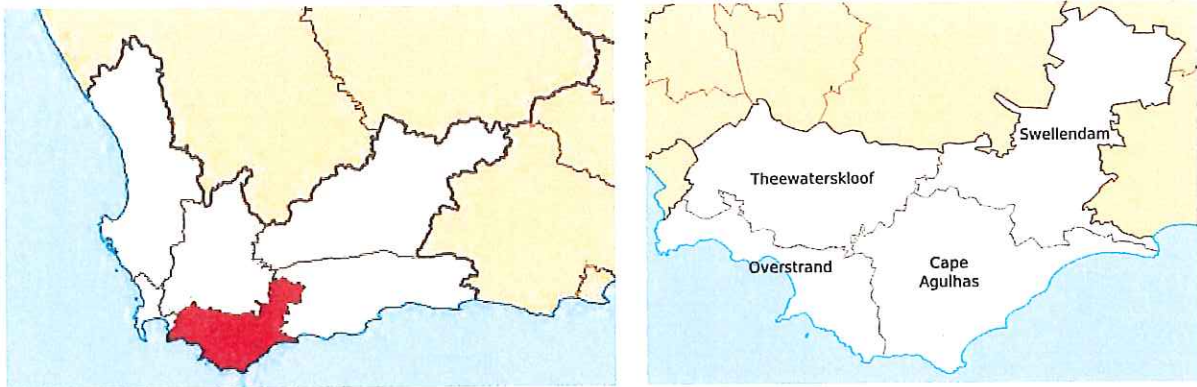 Swellendam
Theewaterskloof
Overstrand
Cape
Agulhas